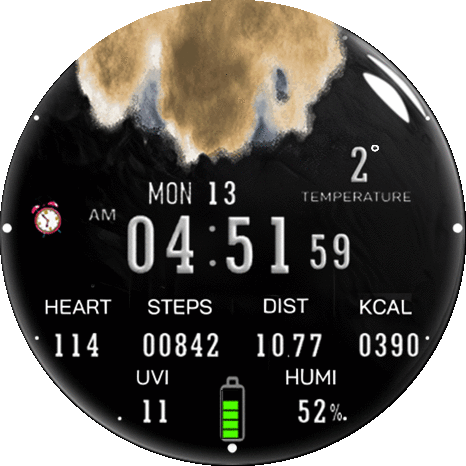 2°
TEMPERATURE
MON 13
AM 04:51 59
HEART STEPS DIST KCAL
114 00842 10.77 0390
UVI HUMI
11 52%